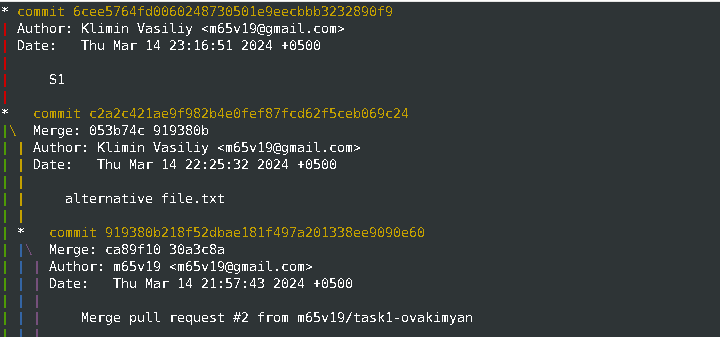 * commit 6cee5764fd0060248730501e9eecbbb3232890f9
| Author: Klimin Vasiliy <m65v19@gmail.com>
| Date:   Thu Mar 14 23:16:51 2024 +0500
|
|     S1
|
*   commit c2a2c421ae9f982b4e0fef87fcd62f5ceb069c24
|\  Merge: 053b74c 919380b
| | Author: Klimin Vasiliy <m65v19@gmail.com>
| | Date:   Thu Mar 14 22:25:32 2024 +0500
| |
| |     alternative file.txt
| |
| *   commit 919380b218f52dbae181f497a201338ee9090e60
| |\  Merge: ca89f10 30a3c8a
| | | Author: m65v19 <m65v19@gmail.com>
| | | Date:   Thu Mar 14 21:57:43 2024 +0500
| | |
| | |     Merge pull request #2 from m65v19/task1-ovakimyan
| | |